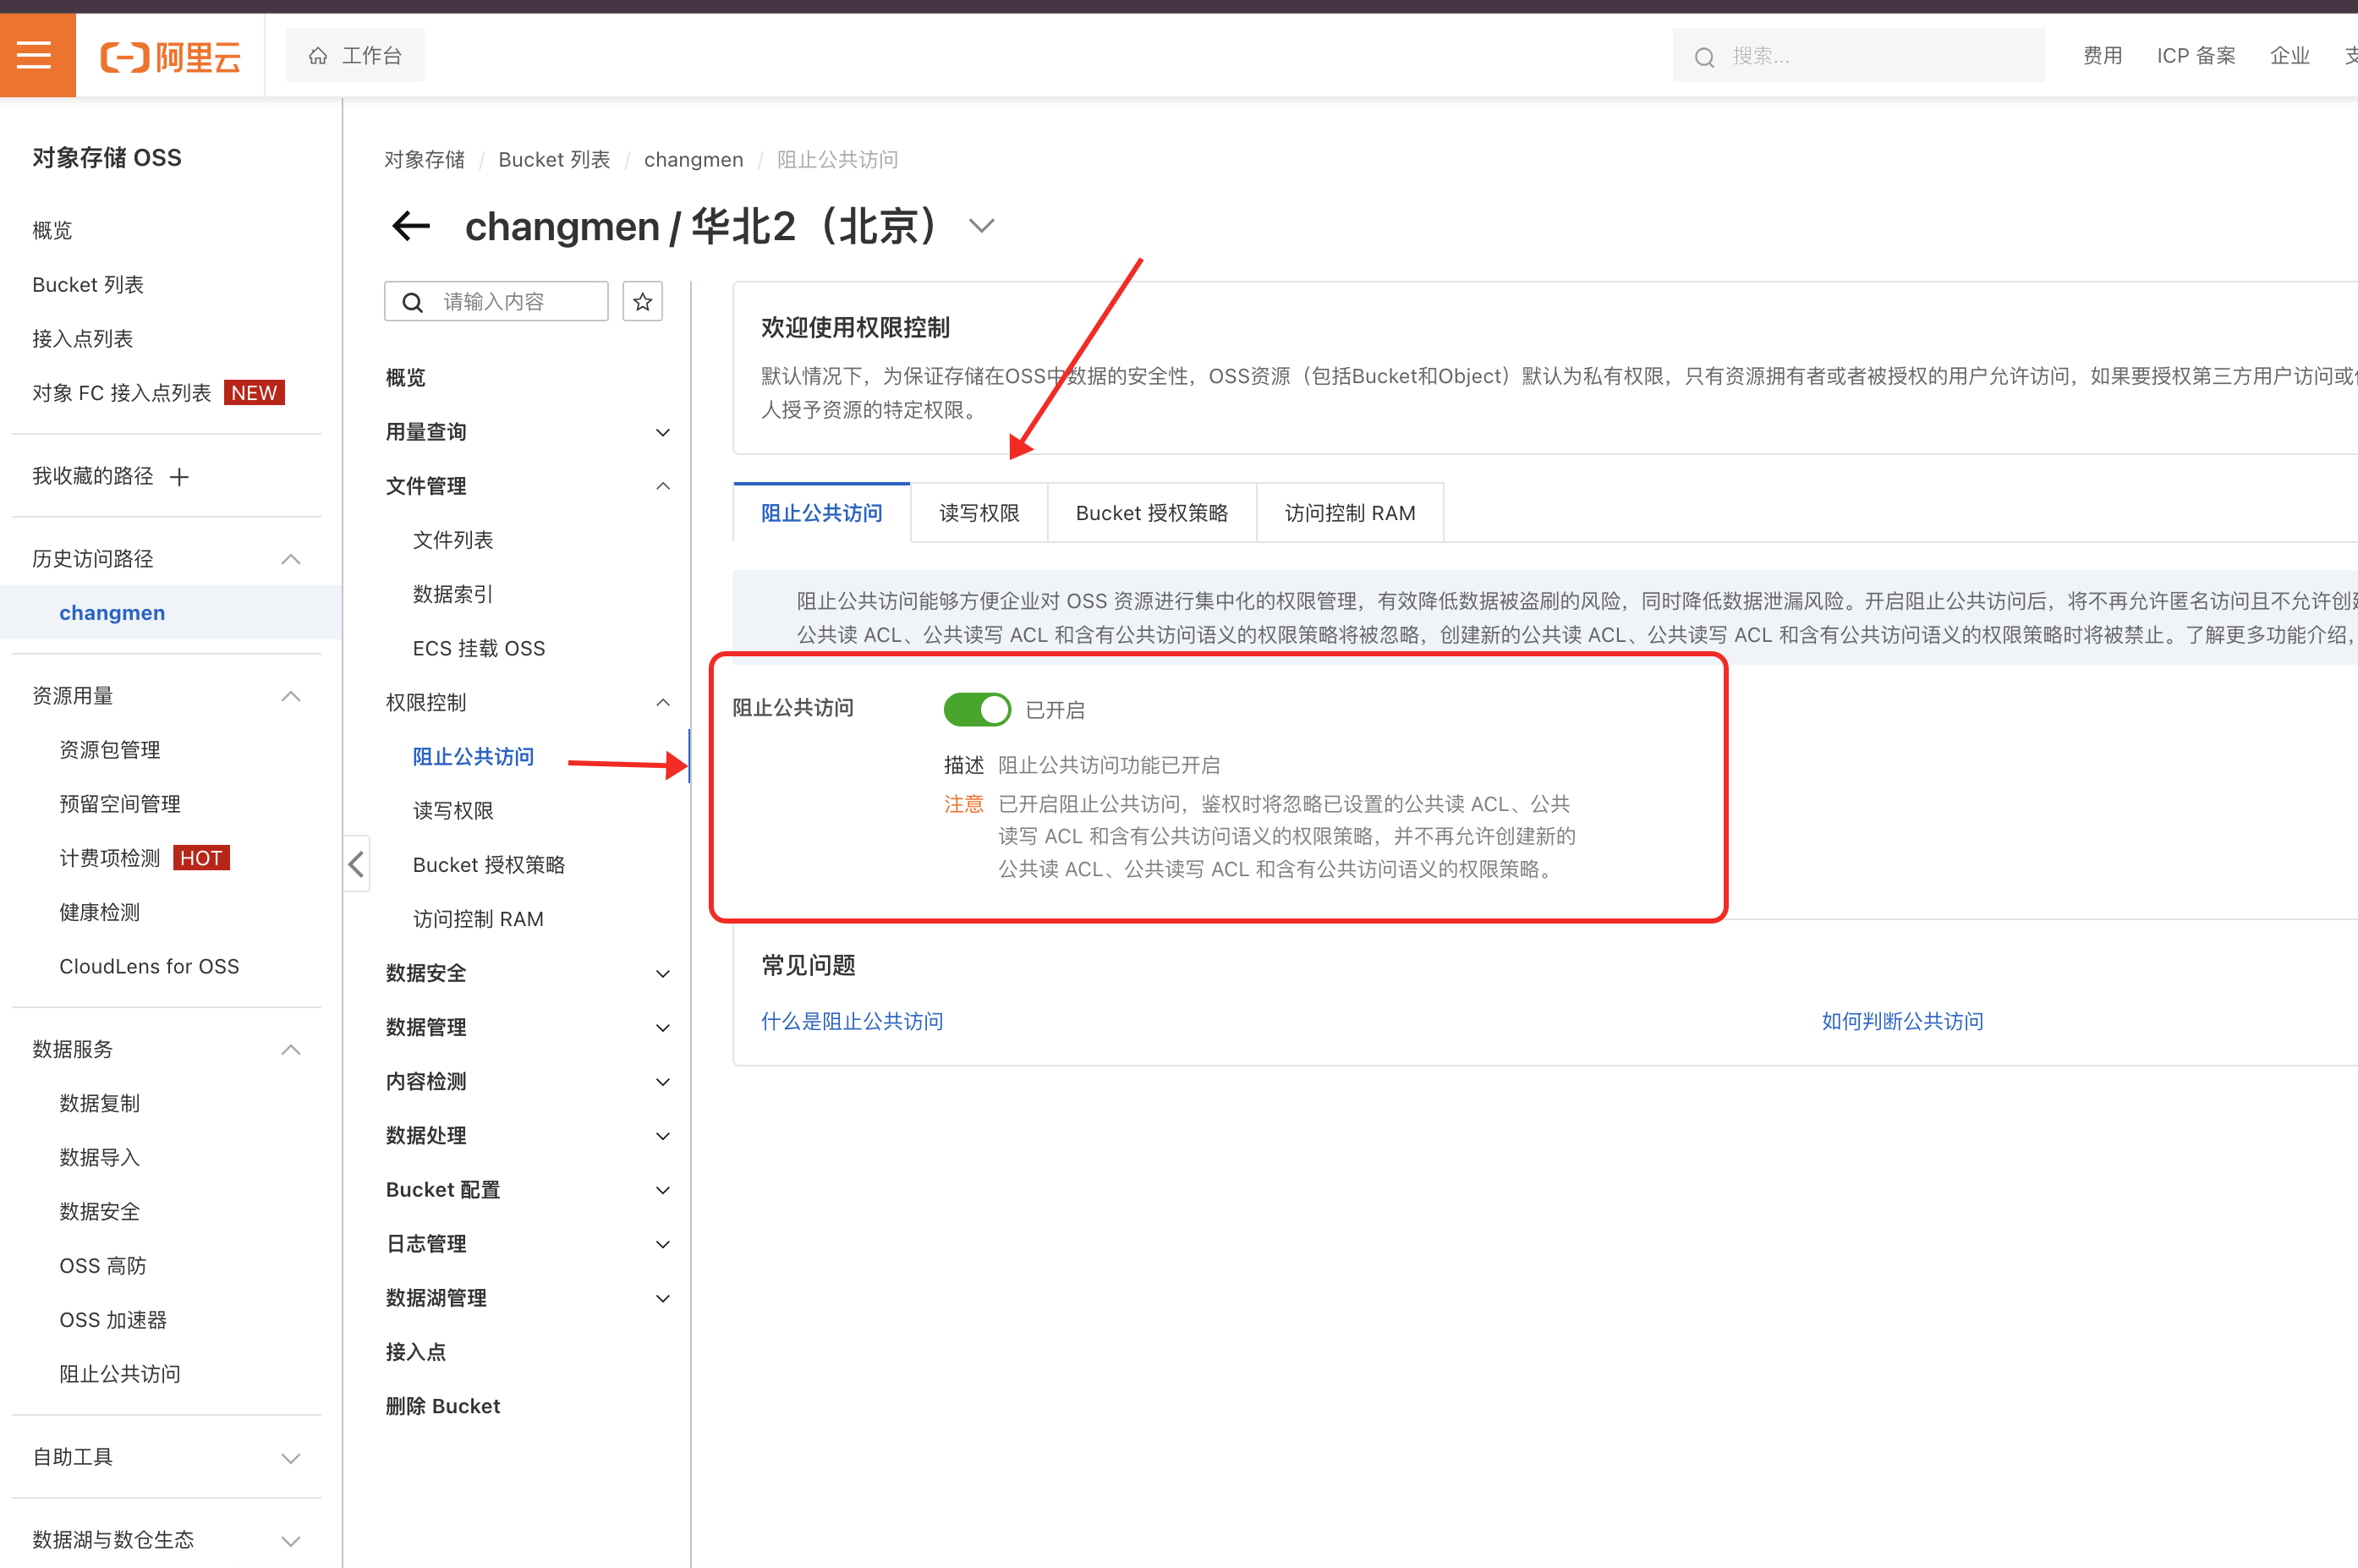 阿里云
工作台
搜索...
费用
ICP 备案
企业
对象存储 OSS
概览
Bucket 列表
接入点列表
对象 FC 接入点列表 NEW
我收藏的路径
历史访问路径
changmen
资源用量
资源包管理
预留空间管理
计费项检测 HOT
健康检测
CloudLens for OSS
数据服务
数据复制
数据导入
数据安全
OSS 高防
OSS 加速器
阻止公共访问
自助工具
数据湖与数仓生态
对象存储 / Bucket 列表 / changmen / 阻止公共访问
changmen / 华北2（北京）
请输入内容
概览
用量查询
文件管理
文件列表
数据索引
ECS 挂载 OSS
权限控制
阻止公共访问
读写权限
Bucket 授权策略
访问控制 RAM
数据安全
数据管理
内容检测
数据处理
Bucket 配置
日志管理
数据湖管理
接入点
删除 Bucket
欢迎使用权限控制
默认情况下，为保证存储在OSS中数据的安全性，OSS资源（包括Bucket和Object）默认为私有权限，只有资源拥有者或者被授权的用户允许访问，如果要授权第三方用户访问或
人授予资源的特定权限。
阻止公共访问
读写权限
Bucket 授权策略
访问控制 RAM
阻止公共访问能够方便企业对 OSS 资源进行集中化的权限管理，有效降低数据被盗刷的风险，同时降低数据泄漏风险。开启阻止公共访问后，将不再允许匿名访问且不允许创
公共读 ACL、公共读写 ACL 和含有公共访问语义的权限策略将被忽略，创建新的公共读 ACL、公共读写 ACL 和含有公共访问语义的权限策略时将被禁止。了解更多功能介绍，
阻止公共访问
已开启
描述 阻止公共访问功能已开启
注意 已开启阻止公共访问，鉴权时将忽略已设置的公共读 ACL、公共
读写 ACL 和含有公共访问语义的权限策略，并不再允许创建新的
公共读 ACL、公共读写 ACL 和含有公共访问语义的权限策略。
常见问题
什么是阻止公共访问
如何判断公共访问